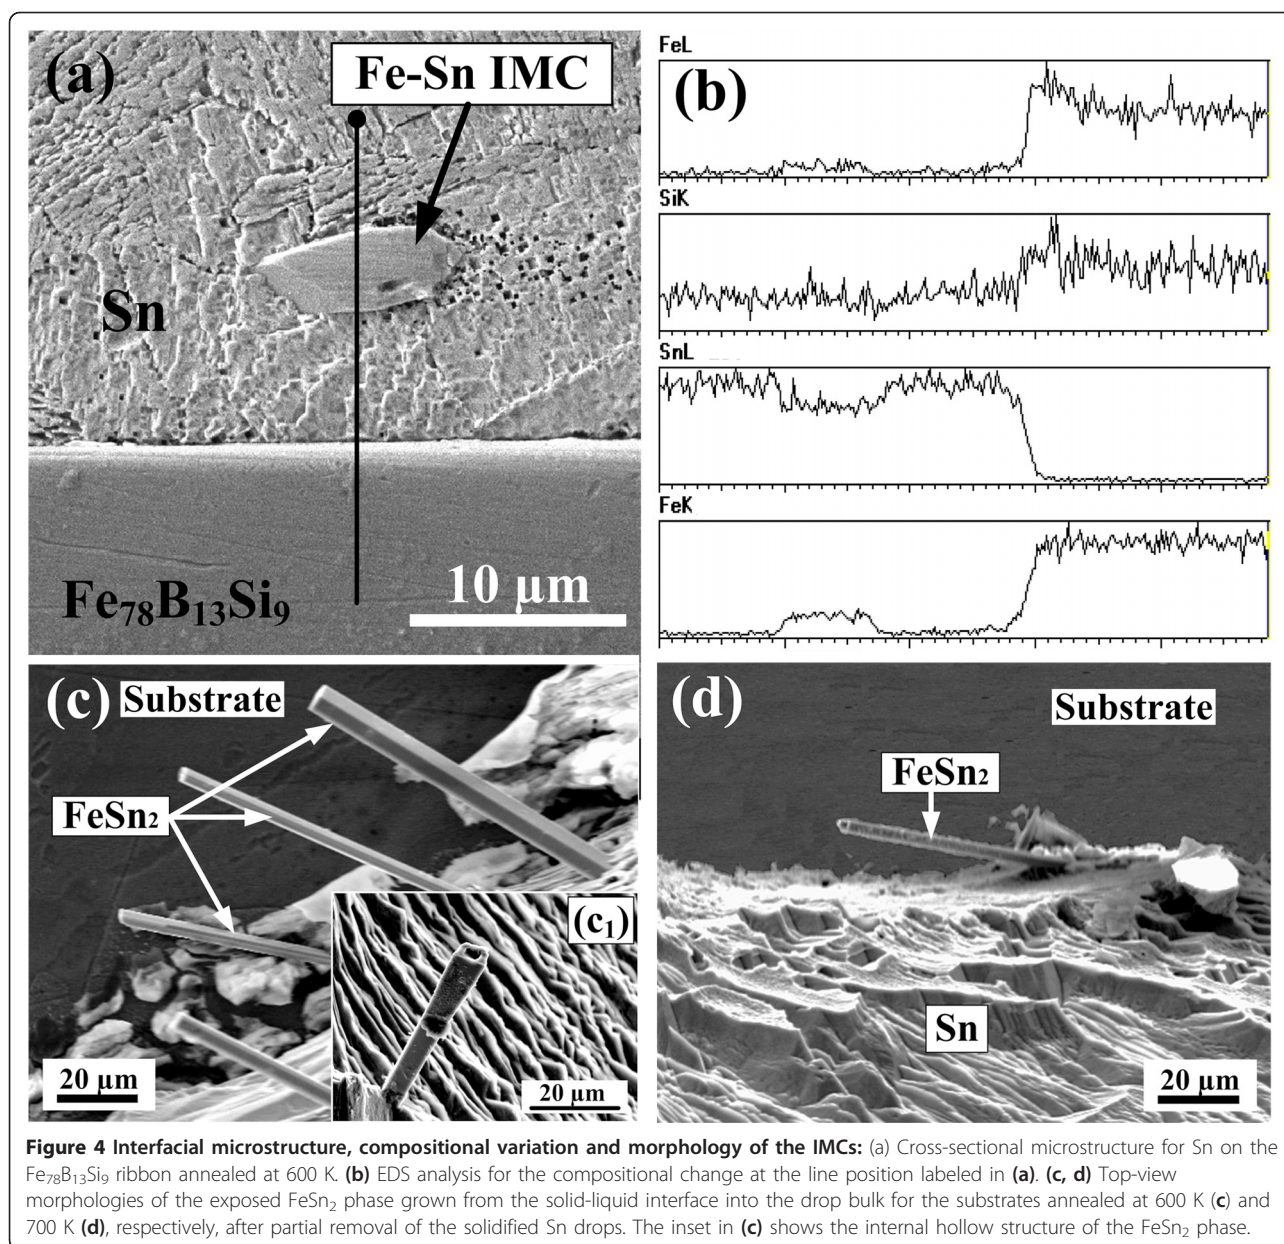 (a)
Fe-Sn IMC
Sn
Fe₇₈B₁₃Si₉
10 µm
(b)
FeL
SiK
SnL
FeK
(c)
Substrate
FeSn₂
20 µm
(c₁)
20 µm
(d)
Substrate
FeSn₂
Sn
20 µm
Figure 4 Interfacial microstructure, compositional variation and morphology of the IMCs: (a) Cross-sectional microstructure for Sn on the
Fe₇₈B₁₃Si₉ ribbon annealed at 600 K. (b) EDS analysis for the compositional change at the line position labeled in (a). (c, d) Top-view
morphologies of the exposed FeSn₂ phase grown from the solid-liquid interface into the drop bulk for the substrates annealed at 600 K (c) and
700 K (d), respectively, after partial removal of the solidified Sn drops. The inset in (c) shows the internal hollow structure of the FeSn₂ phase.